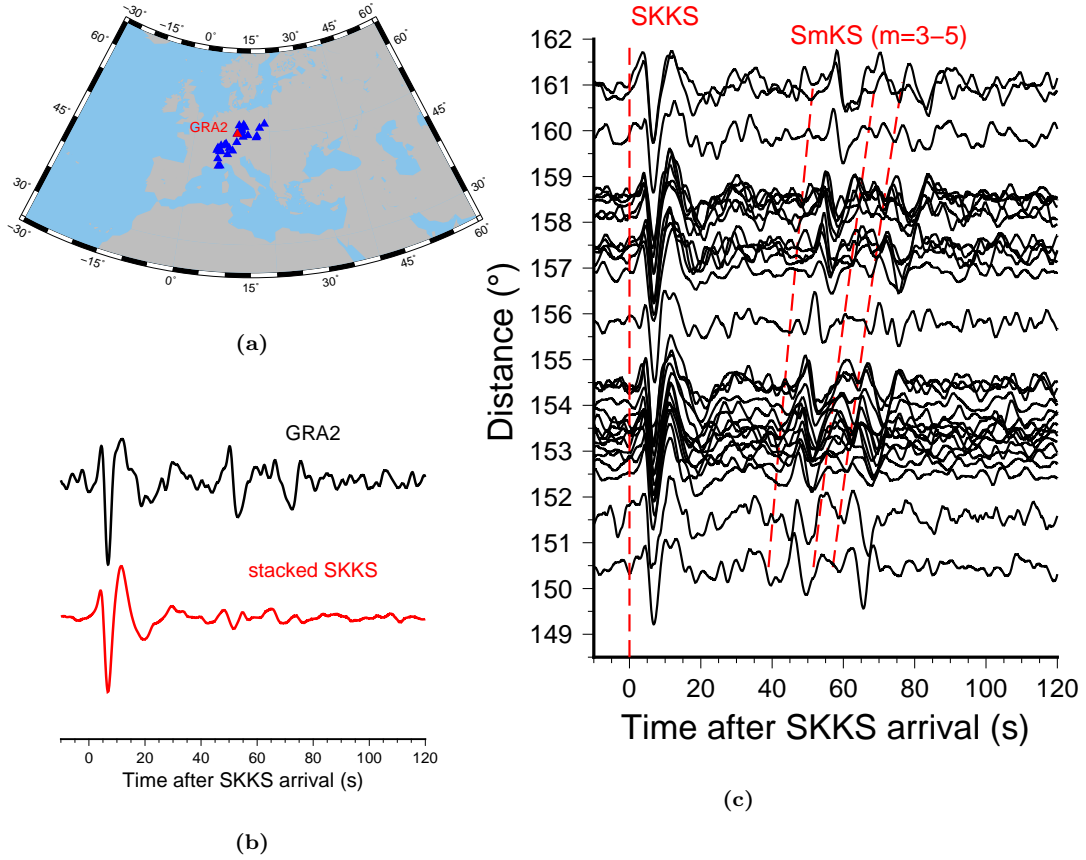 −30˚
−15˚
0˚
15˚
30˚
45˚
60˚
60˚
60˚
45˚
45˚
30˚
30˚
−30˚
−15˚
0˚
15˚
30˚
45˚
60˚
GRA2
(a)
GRA2
stacked SKKS
0 20 40 60 80 100 120
Time after SKKS arrival (s)
(b)
SKKS
SmKS (m=3−5)
162
161
160
159
158
157
156
155
154
153
152
151
150
149
Distance (°)
0 20 40 60 80 100 120
Time after SKKS arrival (s)
(c)